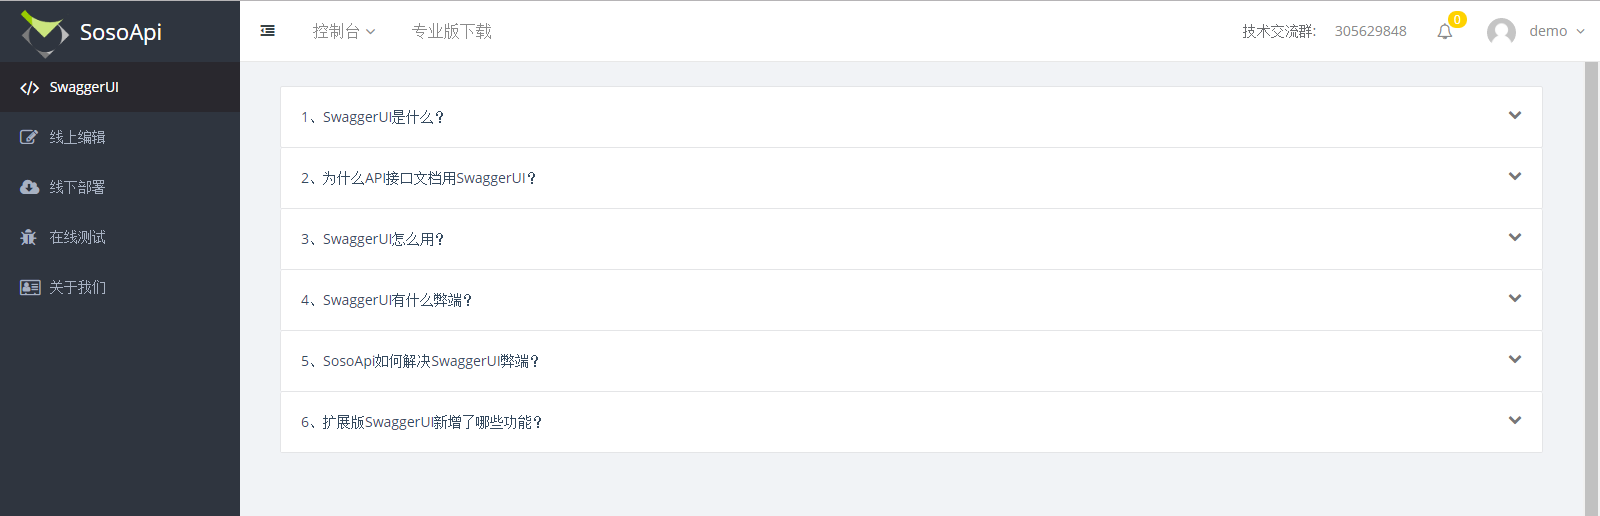 SosoApi
控制台
专业版下载
技术交流群: 305629848
0
demo
SwaggerUI
线上编辑
线下部署
在线测试
关于我们
1、SwaggerUI是什么?
2、为什么API接口文档用SwaggerUI?
3、SwaggerUI怎么用?
4、SwaggerUI有什么弊端?
5、SosoApi如何解决SwaggerUI弊端?
6、扩展版SwaggerUI新增了哪些功能?